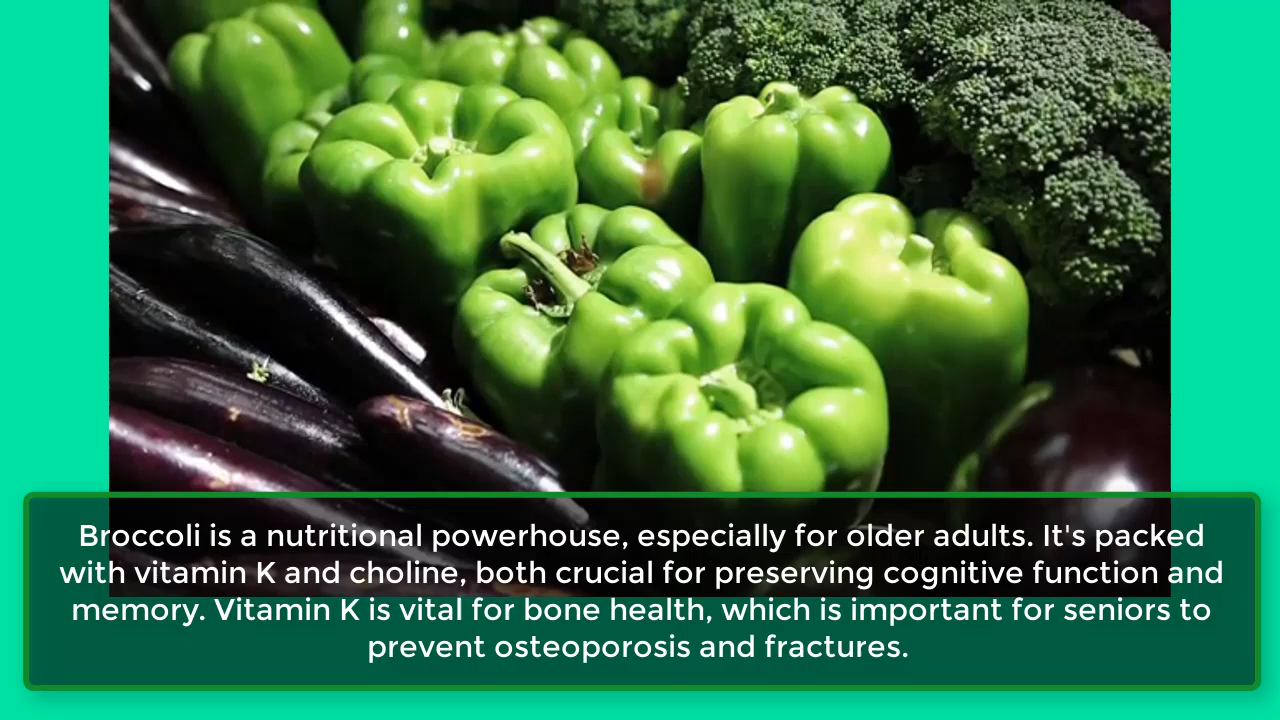 Broccoli is a nutritional powerhouse, especially for older adults. It's packed
with vitamin K and choline, both crucial for preserving cognitive function and
memory. Vitamin K is vital for bone health, which is important for seniors to
prevent osteoporosis and fractures.